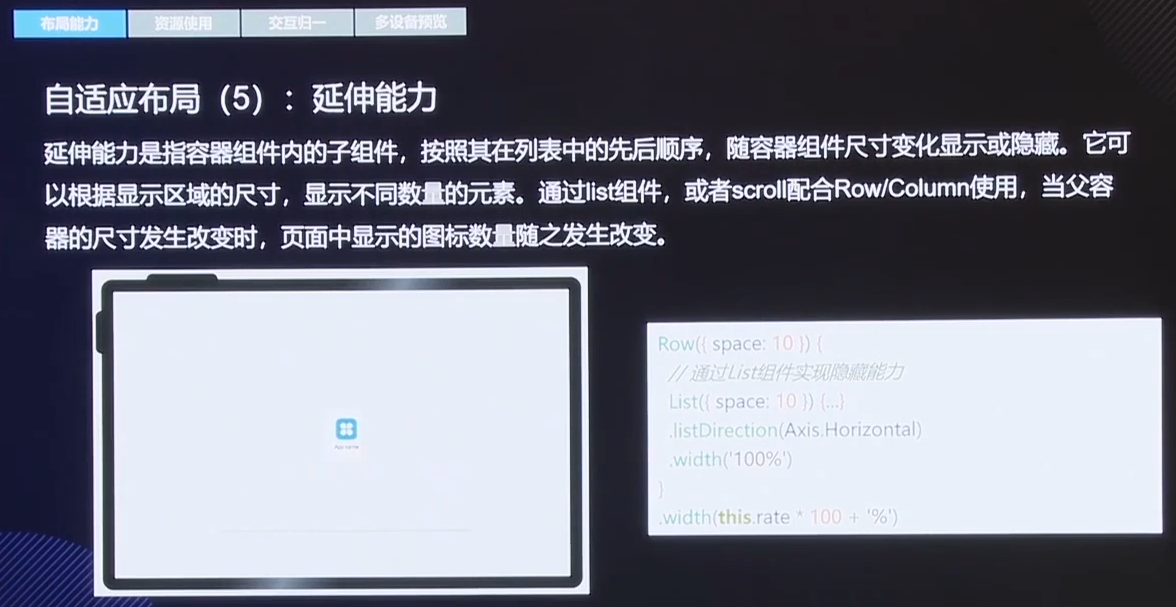 布局能力
资源使用
交互归一
多设备预览
自适应布局（5）：延伸能力
延伸能力是指容器组件内的子组件，按照其在列表中的先后顺序，随容器组件尺寸变化显示或隐藏。它可
以根据显示区域的尺寸，显示不同数量的元素。通过list组件，或者scroll配合Row/Column使用，当父容
器的尺寸发生改变时，页面中显示的图标数量随之发生改变。
App name
Row({ space: 10 }) {
// 通过List组件实现隐藏能力
List({ space: 10 }) {...}
.listDirection(Axis.Horizontal)
.width('100%')
}
.width(this.rate * 100 + '%')